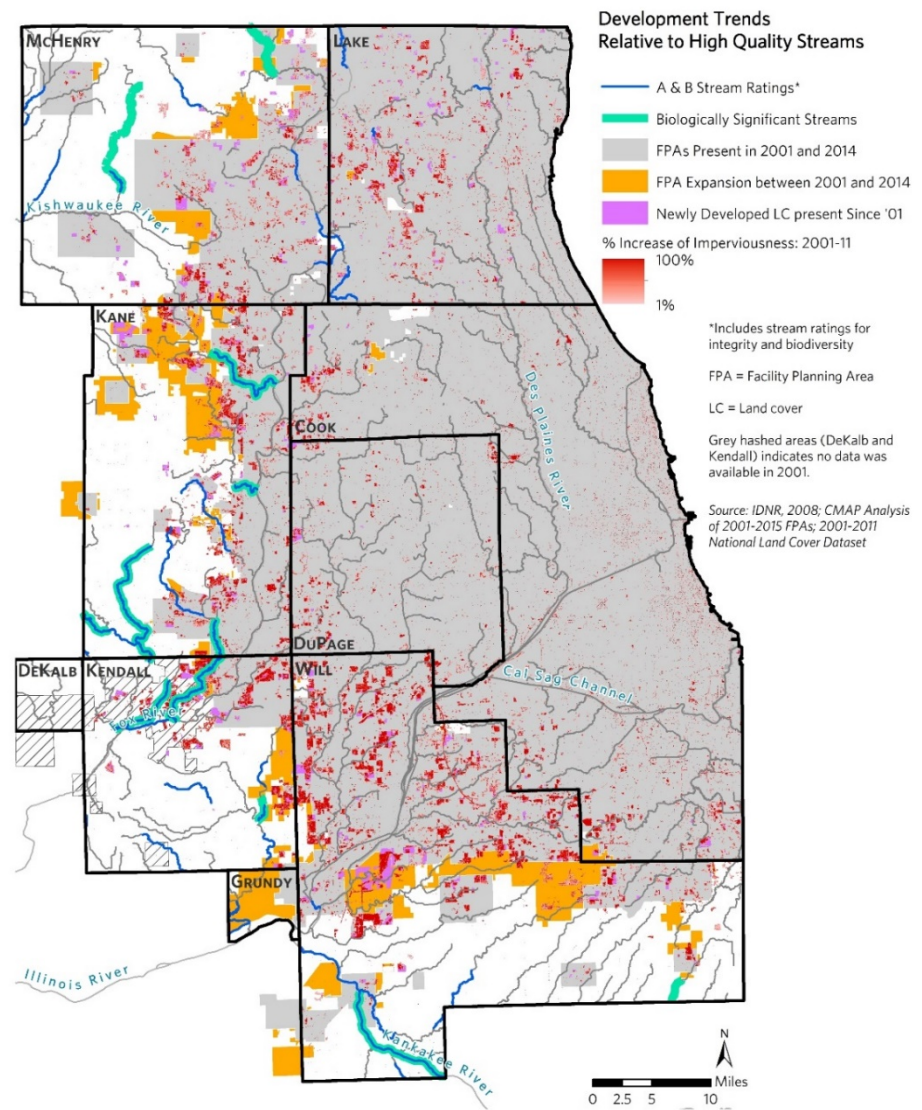 Development Trends
Relative to High Quality Streams
A & B Stream Ratings*
Biologically Significant Streams
FPAs Present in 2001 and 2014
FPA Expansion between 2001 and 2014
Newly Developed LC present Since '01
% Increase of Imperviousness: 2001-11
100%
1%
*Includes stream ratings for
integrity and biodiversity
FPA = Facility Planning Area
LC = Land cover
Grey hashed areas (DeKalb and
Kendall) indicates no data was
available in 2001.
Source: IDNR, 2008; CMAP Analysis
of 2001-2015 FPAs; 2001-2011
National Land Cover Dataset
MCHENRY
LAKE
Kishwaukee River
KANE
Des Plaines River
COOK
DUPAGE
DEKALB
KENDALL
WILL
Cal Sag Channel
Fox River
GRUNDY
Illinois River
Kankakee River
N
Miles
0 2.5 5 10